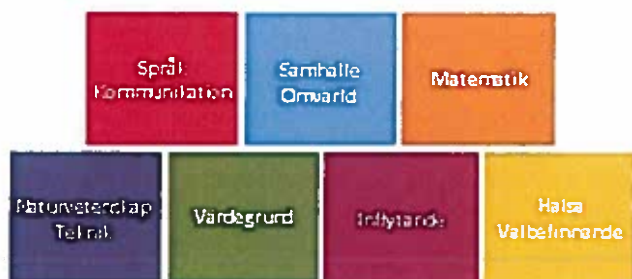 Språk
Kommunikation
Samhälle
Omvärld
Matematik
Naturvetenskap
Teknik
Värdegrund
Inflytande
Hälsa
Välbefinnande